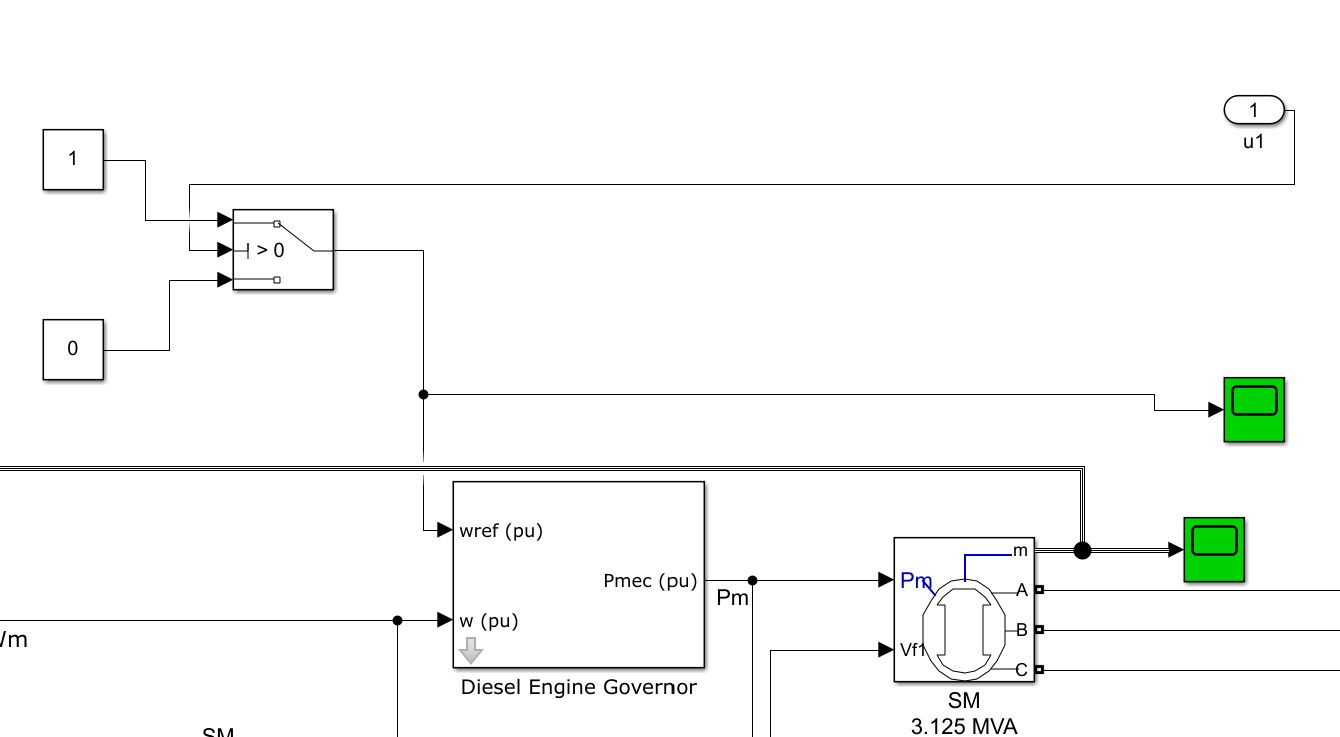 1
u1
1
> 0
0
wref (pu)
Pmec (pu)
w (pu)
Diesel Engine Governor
Pm
Pm
Vf1
m
A
B
C
SM
3.125 MVA
SM